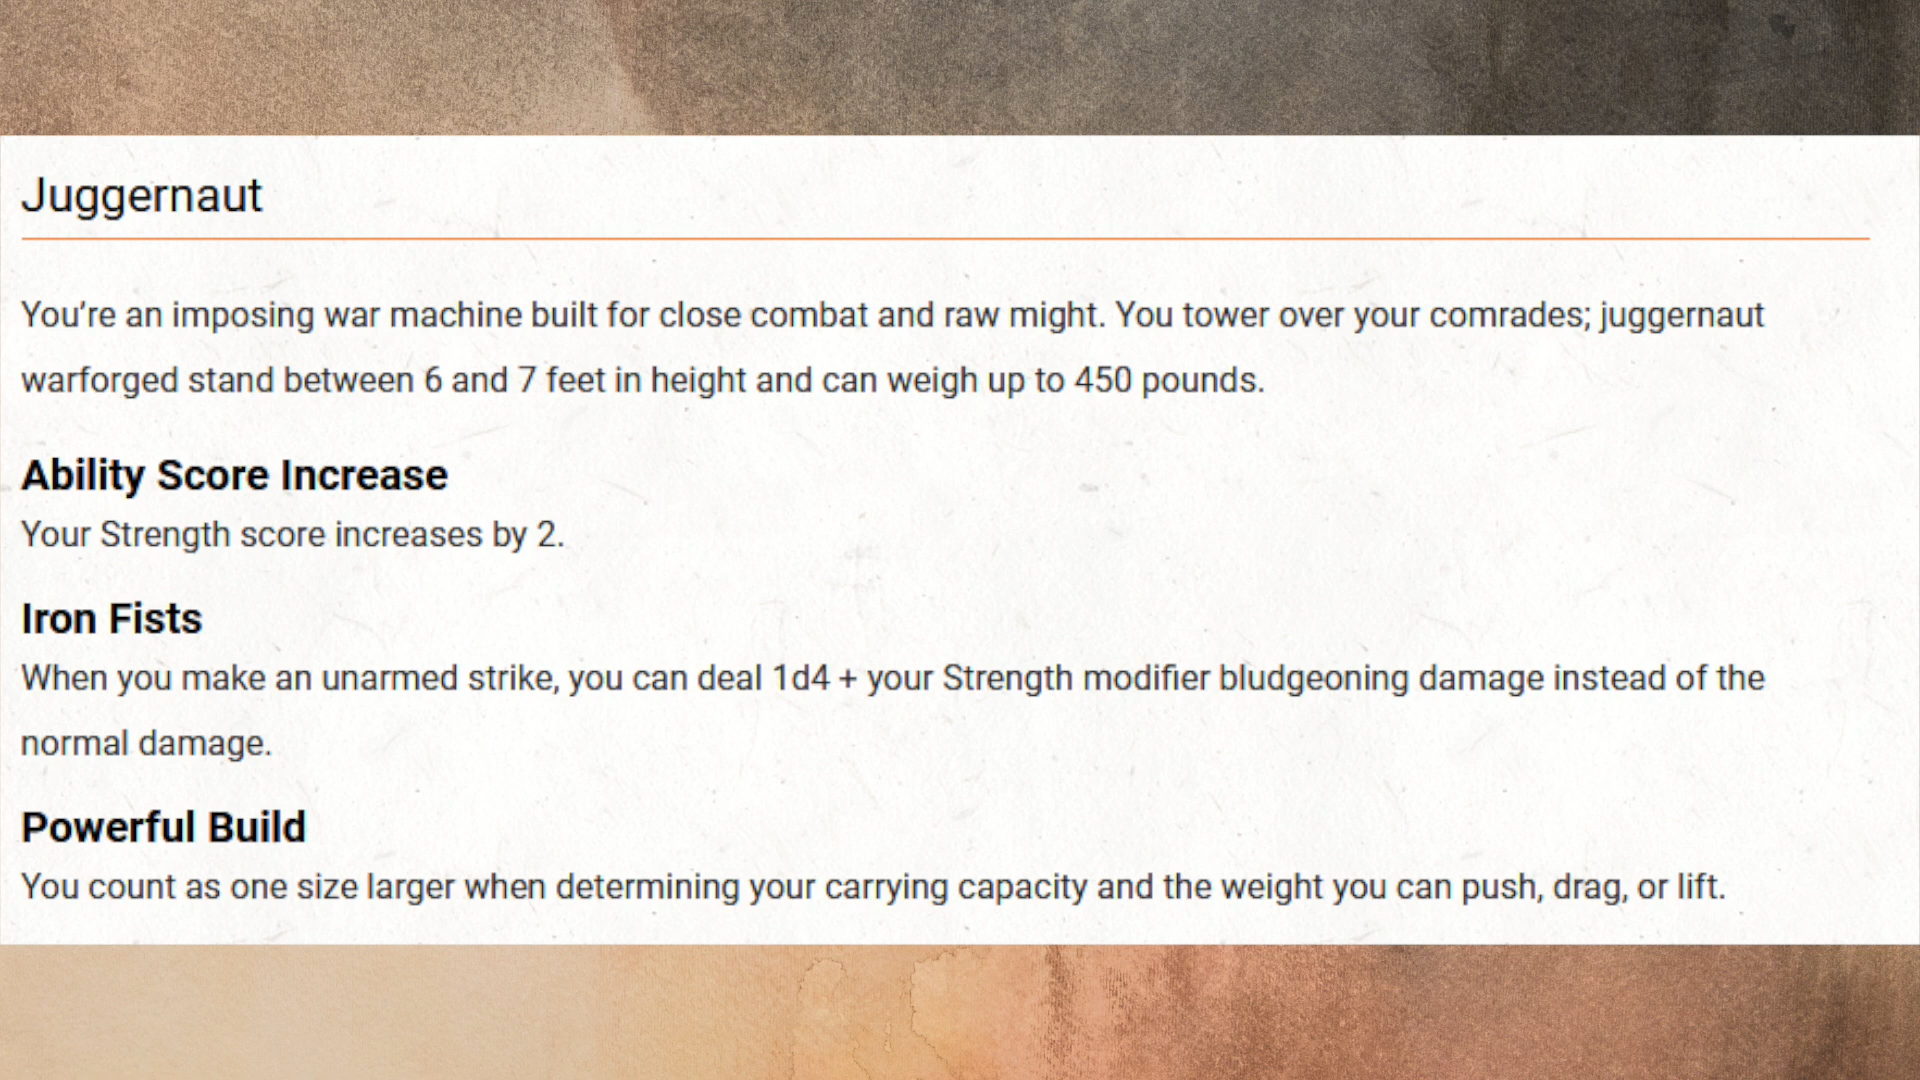 Juggernaut
You’re an imposing war machine built for close combat and raw might. You tower over your comrades; juggernaut
warforged stand between 6 and 7 feet in height and can weigh up to 450 pounds.
Ability Score Increase
Your Strength score increases by 2.
Iron Fists
When you make an unarmed strike, you can deal 1d4 + your Strength modifier bludgeoning damage instead of the
normal damage.
Powerful Build
You count as one size larger when determining your carrying capacity and the weight you can push, drag, or lift.